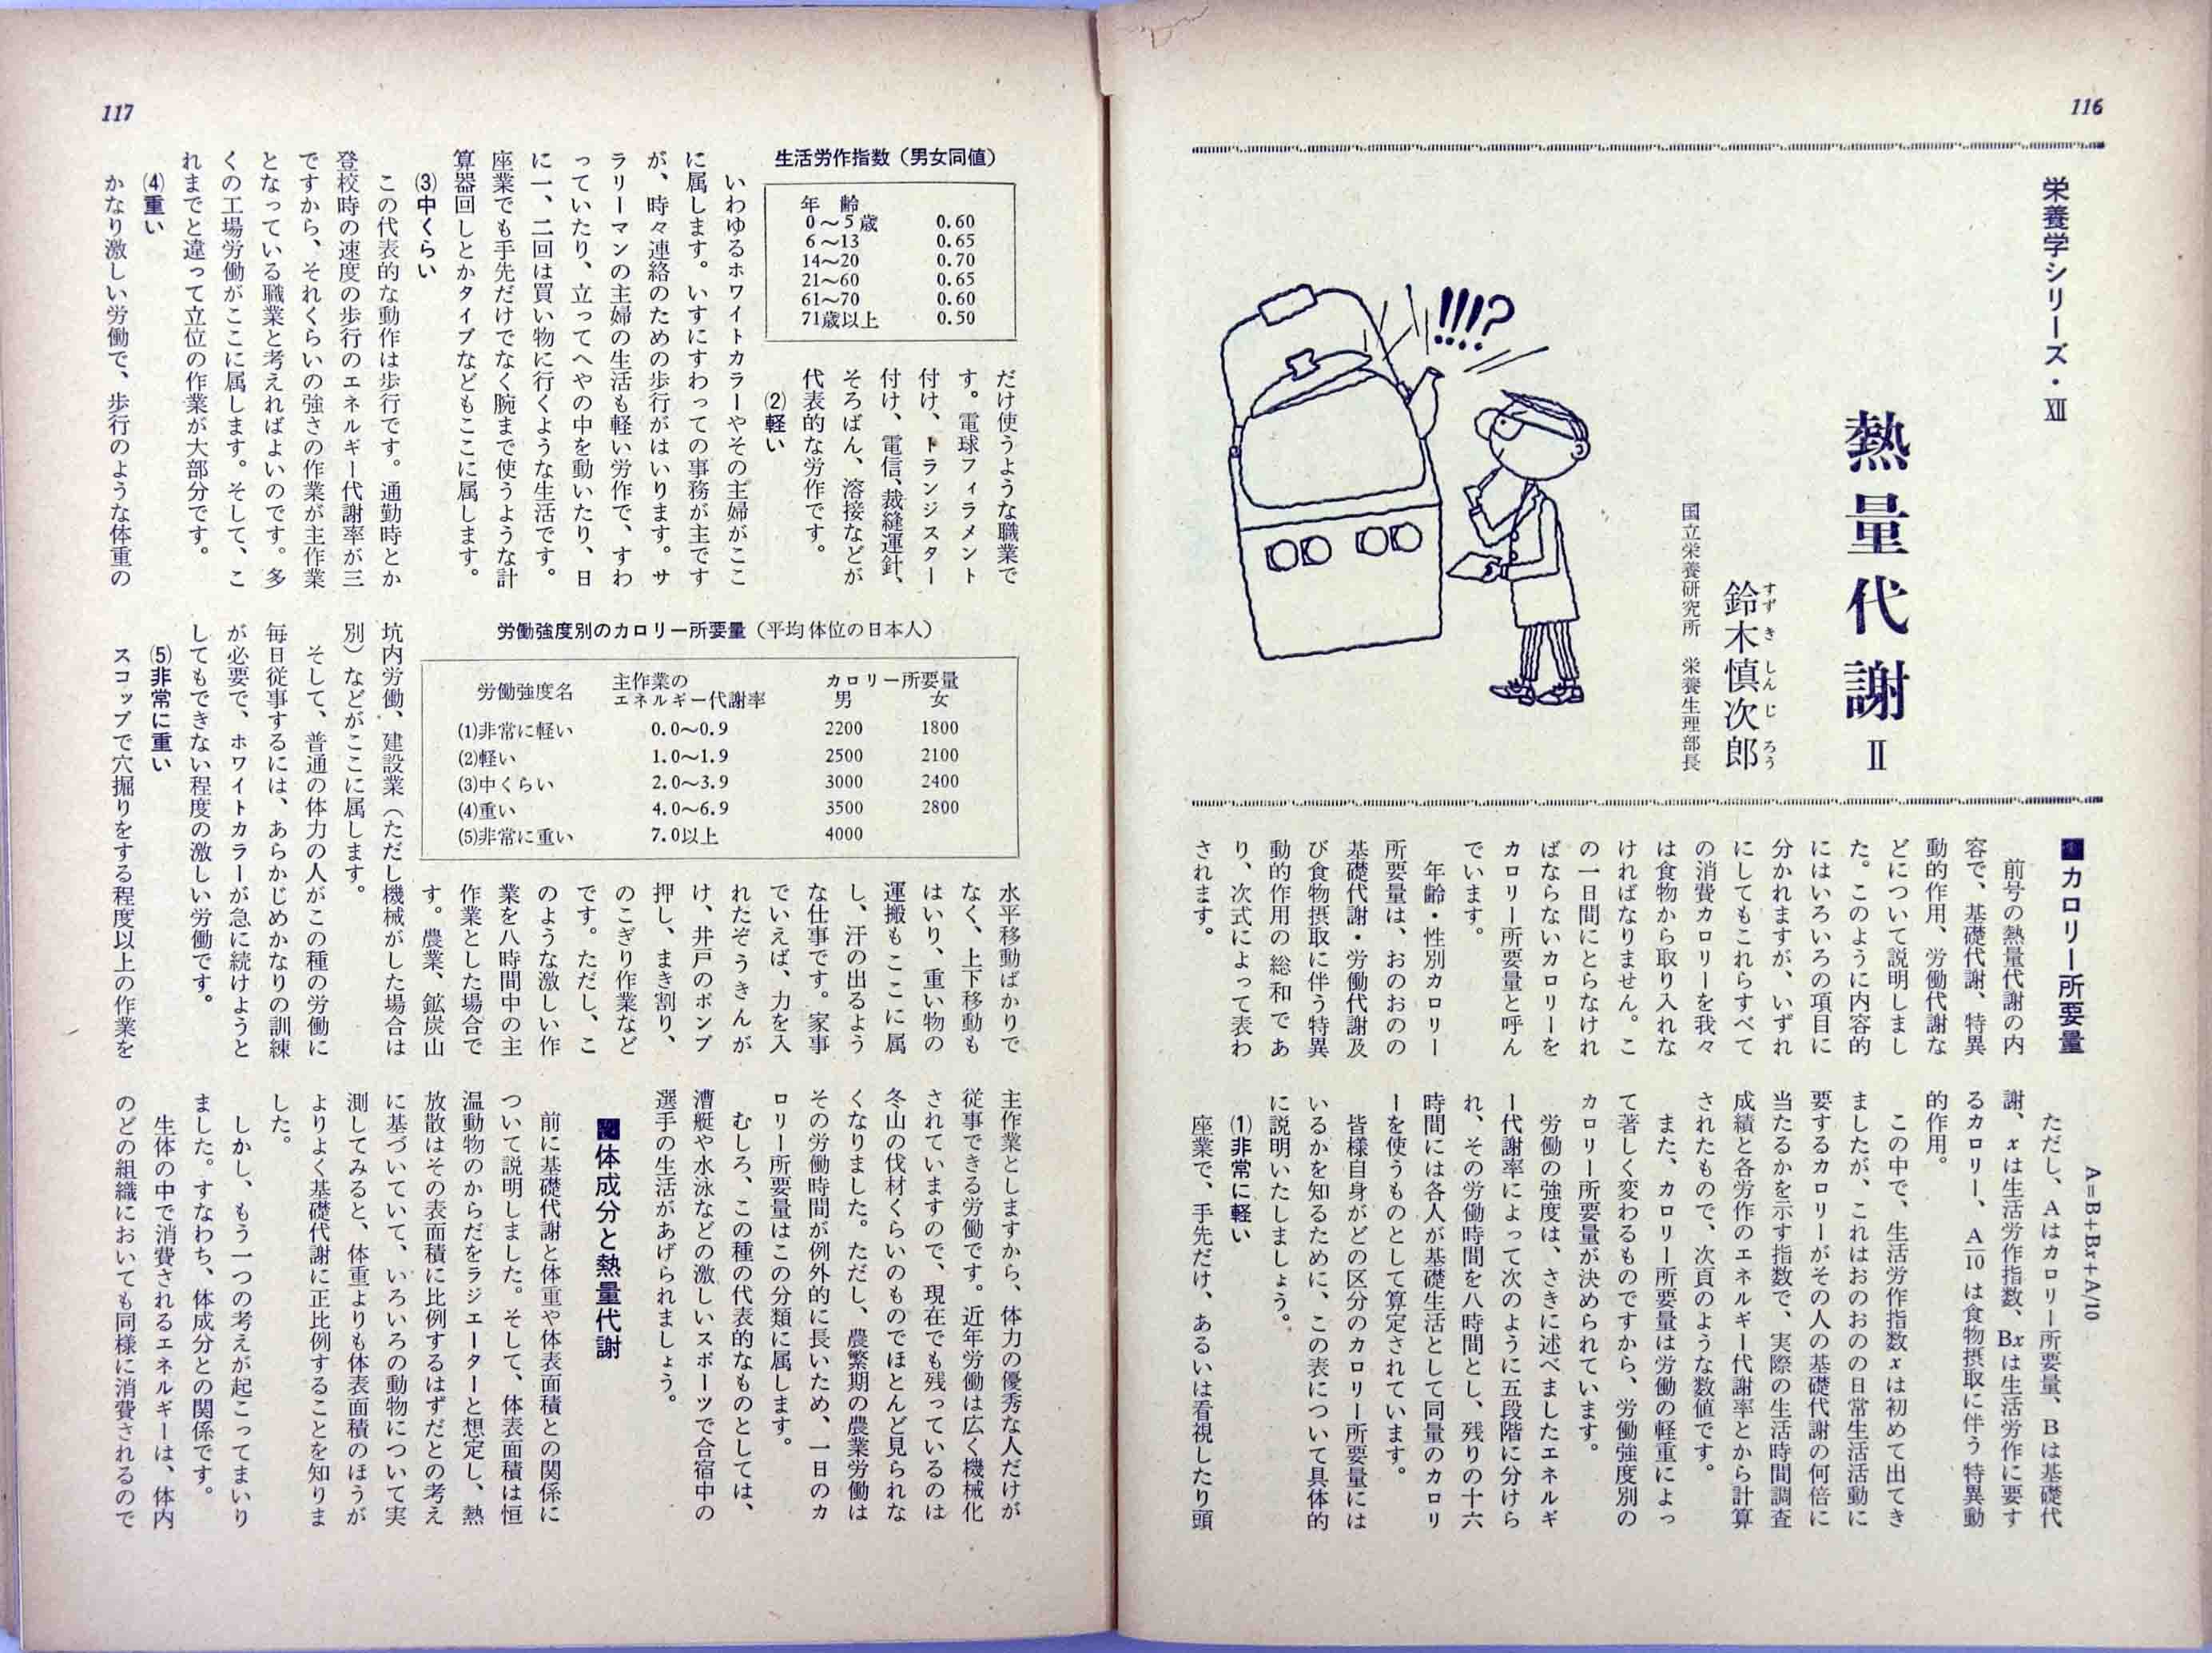 116
栄養学シリーズ・Ⅻ
熱量代謝Ⅱ
鈴木慎次郎
すずきしんじろう
国立栄養研究所 栄養生理部長
!!!?
■カロリー所要量
前号の熱量代謝の内
容で、基礎代謝、特異
動的作用、労働代謝な
どについて説明しまし
た。このように内容的
にはいろいろの項目に
分かれますが、いずれ
にしてもこれらすべて
の消費カロリーを我々
は食物から取り入れな
ければなりません。こ
の一日間にとらなけれ
ばならないカロリーを
カロリー所要量と呼ん
でいます。
年齢・性別カロリー
所要量は、おのおのの
基礎代謝・労働代謝及
び食物摂取に伴う特異
動的作用の総和であ
り、次式によって表わ
されます。
A=B+Bx+A/10
ただし、Aはカロリー所要量、Bは基礎代
謝、xは生活労作指数、Bxは生活労作に要す
るカロリー、A/10は食物摂取に伴う特異動
的作用。
この中で、生活労作指数xは初めて出てき
ましたが、これはおのおのの日常生活活動に
要するカロリーがその人の基礎代謝の何倍に
当たるかを示す指数で、実際の生活時間調査
成績と各労作のエネルギー代謝率とから計算
されたもので、次頁のような数値です。
また、カロリー所要量は労働の軽重によっ
て著しく変わるものですから、労働強度別の
カロリー所要量が決められています。
労働の強度は、さきに述べましたエネルギ
ー代謝率によって次のように五段階に分けら
れ、その労働時間を八時間とし、残りの十六
時間には各人が基礎生活として同量のカロリ
ーを使うものとして算定されています。
皆様自身がどの区分のカロリー所要量には
いるかを知るために、この表について具体的
に説明いたしましょう。
(1)非常に軽い
座業で、手先だけ、あるいは看視したり頭
117
生活労作指数（男女同値）
年 齢
0〜5歳 0.60
6〜13 0.65
14〜20 0.70
21〜60 0.65
61〜70 0.60
71歳以上 0.50
だけ使うような職業で
す。電球フィラメント
付け、トランジスター
付け、電信、裁縫運針、
そろばん、溶接などが
代表的な労作です。
(2)軽い
いわゆるホワイトカラーやその主婦がここ
に属します。いすにすわっての事務が主です
が、時々連絡のための歩行がはいります。サ
ラリーマンの主婦の生活も軽い労作で、すわ
っていたり、立ってへやの中を動いたり、日
に一、二回は買い物に行くような生活です。
座業でも手先だけでなく腕まで使うような計
算器回しとかタイプなどもここに属します。
(3)中くらい
この代表的な動作は歩行です。通勤時とか
登校時の速度の歩行のエネルギー代謝率が三
ですから、それくらいの強さの作業が主作業
となっている職業と考えればよいのです。多
くの工場労働がここに属します。そして、こ
れまでと違って立位の作業が大部分です。
(4)重い
かなり激しい労働で、歩行のような体重の
労働強度別のカロリー所要量（平均体位の日本人）
労働強度名 主作業の カロリー所要量
エネルギー代謝率 男 女
(1)非常に軽い 0.0〜0.9 2200 1800
(2)軽い 1.0〜1.9 2500 2100
(3)中くらい 2.0〜3.9 3000 2400
(4)重い 4.0〜6.9 3500 2800
(5)非常に重い 7.0以上 4000
水平移動ばかりで
なく、上下移動も
はいり、重い物の
運搬もここに属
し、汗の出るよう
な仕事です。家事
でいえば、力を入
れたぞうきんが
け、井戸のポンプ
押し、まき割り、
のこぎり作業など
です。ただし、こ
のような激しい作
業を八時間中の主
作業とした場合で
す。農業、鉱炭山
坑内労働、建設業（ただし機械がした場合は
別）などがここに属します。
そして、普通の体力の人がこの種の労働に
毎日従事するには、あらかじめかなりの訓練
が必要で、ホワイトカラーが急に続けようと
してもできない程度の激しい労働です。
(5)非常に重い
スコップで穴掘りをする程度以上の作業を
主作業としますから、体力の優秀な人だけが
従事できる労働です。近年労働は広く機械化
されていますので、現在でも残っているのは
冬山の伐材くらいのものでほとんど見られな
くなりました。ただし、農繁期の農業労働は
その労働時間が例外的に長いため、一日のカ
ロリー所要量はこの分類に属します。
むしろ、この種の代表的なものとしては、
漕艇や水泳などの激しいスポーツで合宿中の
選手の生活があげられましょう。
■体成分と熱量代謝
前に基礎代謝と体重や体表面積との関係に
ついて説明しました。そして、体表面積は恒
温動物のからだをラジエーターと想定し、熱
放散はその表面積に比例するはずだとの考え
に基づいていて、いろいろの動物について実
測してみると、体重よりも体表面積のほうが
よりよく基礎代謝に正比例することを知りま
した。
しかし、もう一つの考えが起こってまいり
ました。すなわち、体成分との関係です。
生体の中で消費されるエネルギーは、体内
のどの組織においても同様に消費されるので